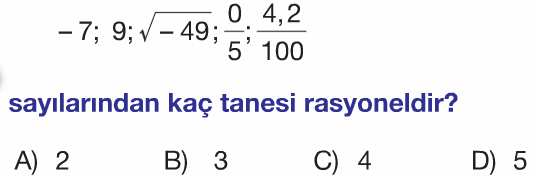 – 7; 9; √– 49; 0/5; 4,2/100
sayılarından kaç tanesi rasyoneldir?
A) 2 B) 3 C) 4 D) 5